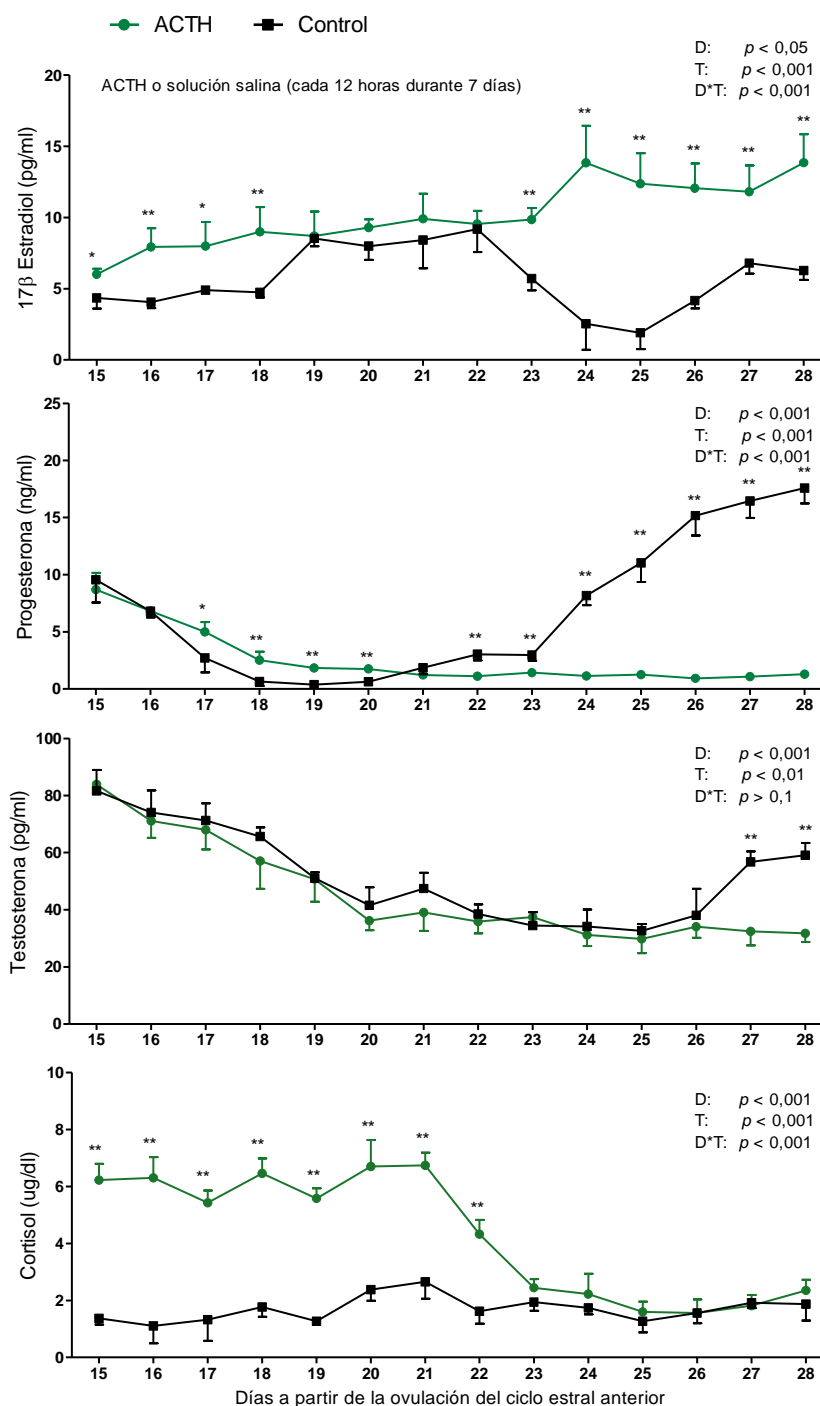 ACTH Control
D: p < 0,05
T: p < 0,001
D*T: p < 0,001
ACTH o solución salina (cada 12 horas durante 7 días)
17β Estradiol (pg/ml)
20
15
10
5
0
* ** * ** ** ** ** ** ** **
15 16 17 18 19 20 21 22 23 24 25 26 27 28
D: p < 0,001
T: p < 0,001
D*T: p < 0,001
Progesterona (ng/ml)
25
20
15
10
5
0
* ** ** ** ** ** ** ** ** ** **
15 16 17 18 19 20 21 22 23 24 25 26 27 28
D: p < 0,001
T: p < 0,01
D*T: p > 0,1
Testosterona (pg/ml)
100
80
60
40
20
0
** **
15 16 17 18 19 20 21 22 23 24 25 26 27 28
D: p < 0,001
T: p < 0,001
D*T: p < 0,001
Cortisol (ug/dl)
10
8
6
4
2
0
** ** ** ** ** ** ** **
15 16 17 18 19 20 21 22 23 24 25 26 27 28
Días a partir de la ovulación del ciclo estral anterior